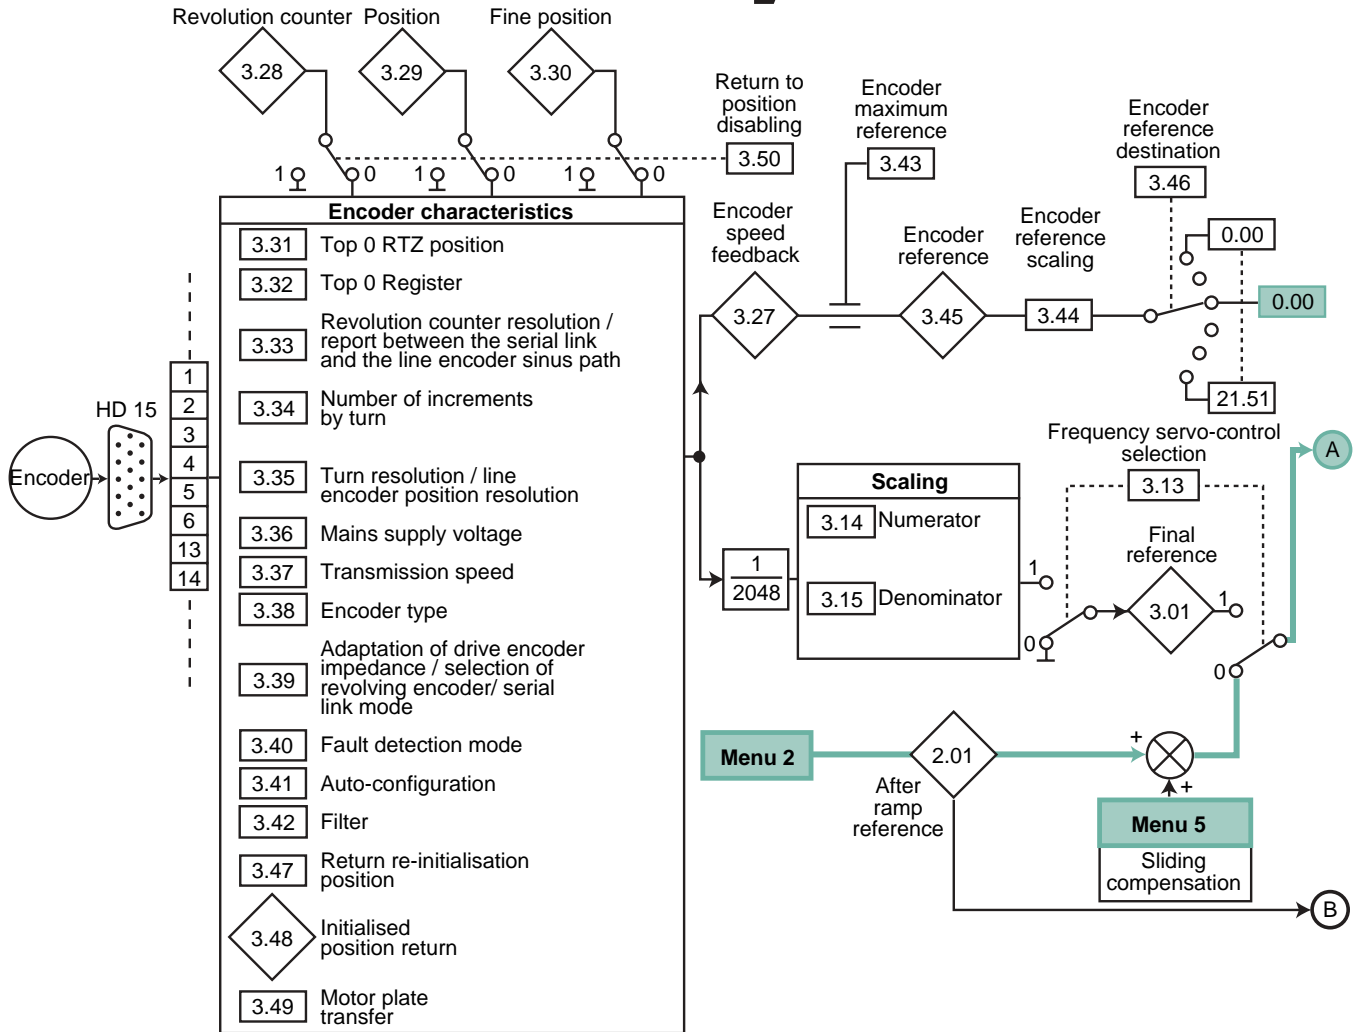 Revolution counter Position Fine position
3.28
3.29
3.30
1 0
1 0
1 0
Return to
position
disabling
3.50
Encoder
maximum
reference
3.43
Encoder
reference
destination
3.46
Encoder characteristics
3.31 Top 0 RTZ position
3.32 Top 0 Register
3.33
Revolution counter resolution /
report between the serial link
and the line encoder sinus path
3.34
Number of increments
by turn
3.35
Turn resolution / line
encoder position resolution
3.36 Mains supply voltage
3.37 Transmission speed
3.38 Encoder type
3.39
Adaptation of drive encoder
impedance / selection of
revolving encoder/ serial
link mode
3.40 Fault detection mode
3.41 Auto-configuration
3.42 Filter
3.47
Return re-initialisation
position
3.48
Initialised
position return
3.49
Motor plate
transfer
Encoder
HD 15
1
2
3
4
5
6
13
14
Encoder
speed
feedback
3.27
Encoder
reference
3.45
Encoder
reference
scaling
3.44
0.00
0.00
21.51
Frequency servo-control
selection
3.13
A
Scaling
3.14 Numerator
3.15 Denominator
1
2048
1
0
Final
reference
3.01
1
0
Menu 2
2.01
After
ramp
reference
+
+
Menu 5
Sliding
compensation
B